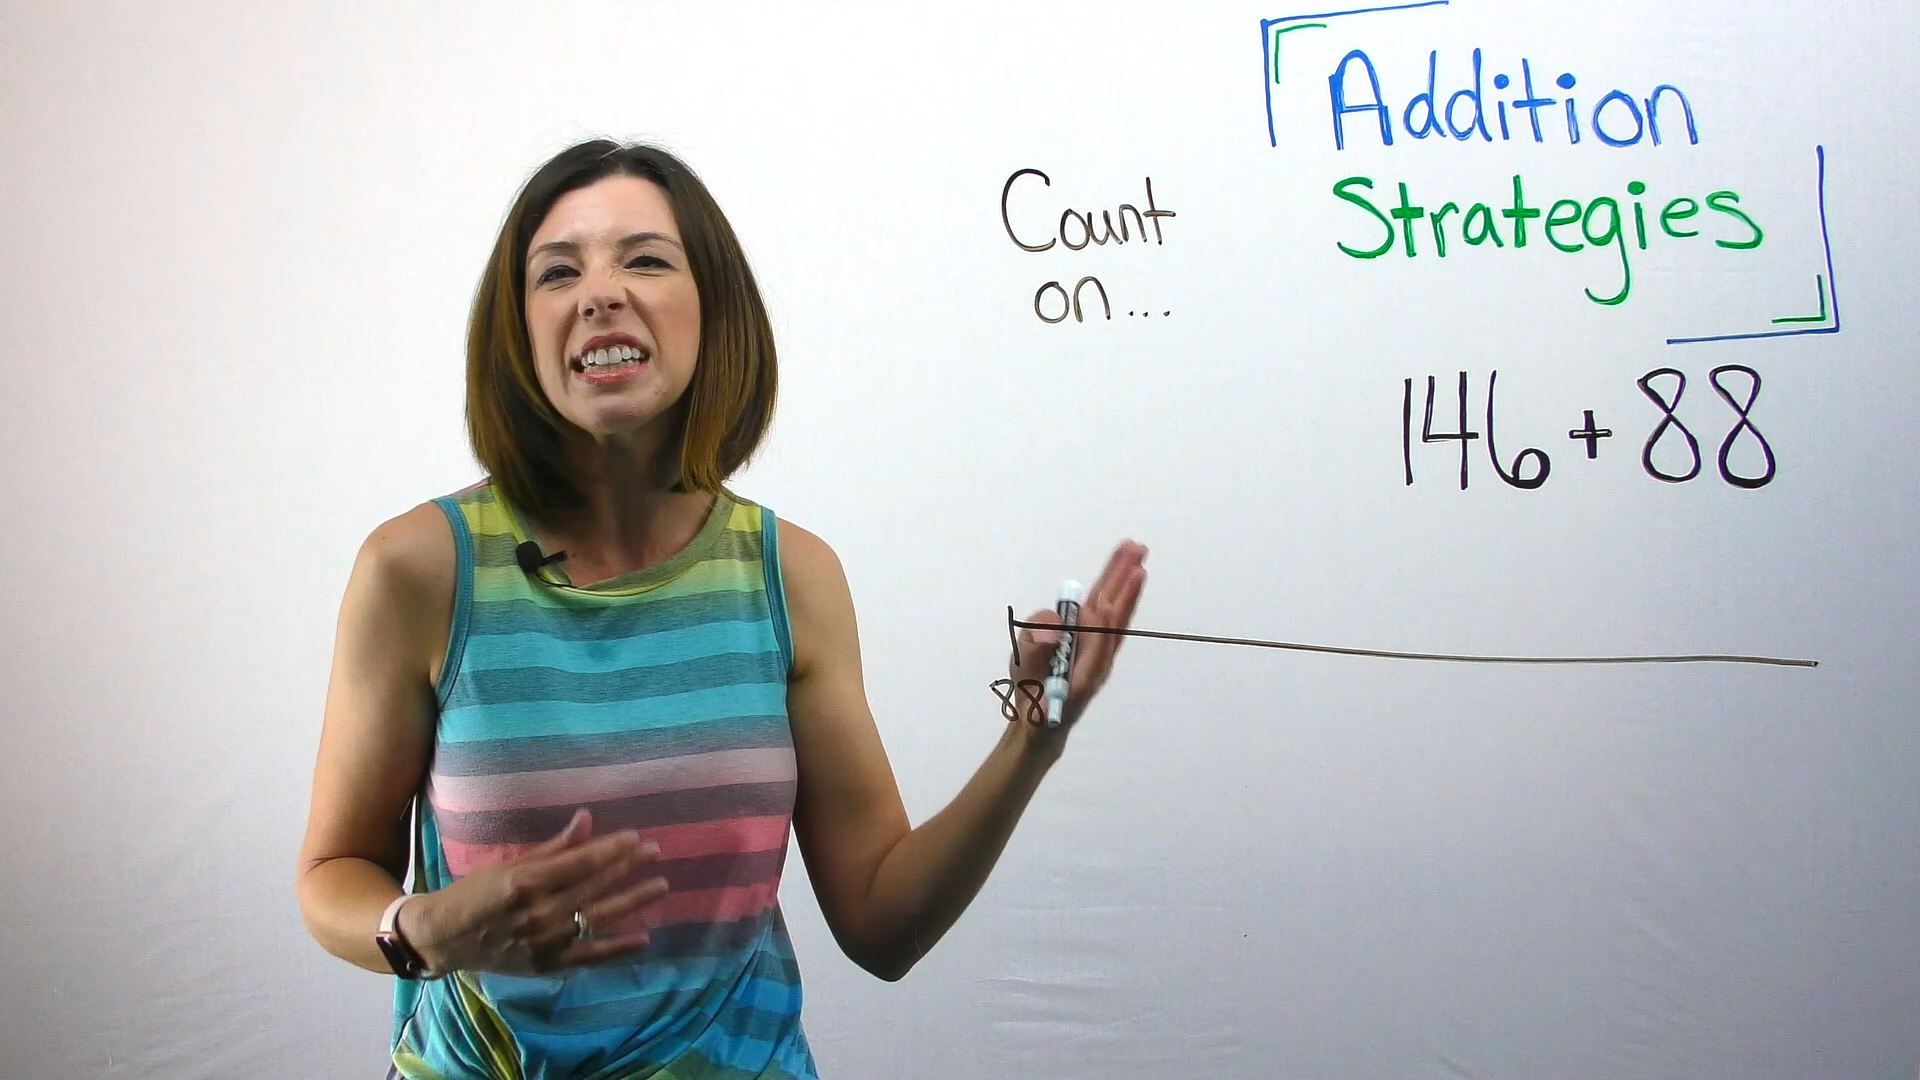 Addition
Strategies
Count
on...
146 + 88
88